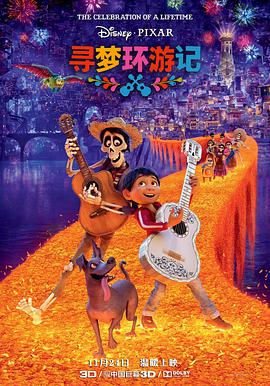 THE CELEBRATION OF A LIFETIME
Disney · PIXAR
寻梦环游记
11月24日 温暖上映
3D / 中国巨幕3D / DOLBY